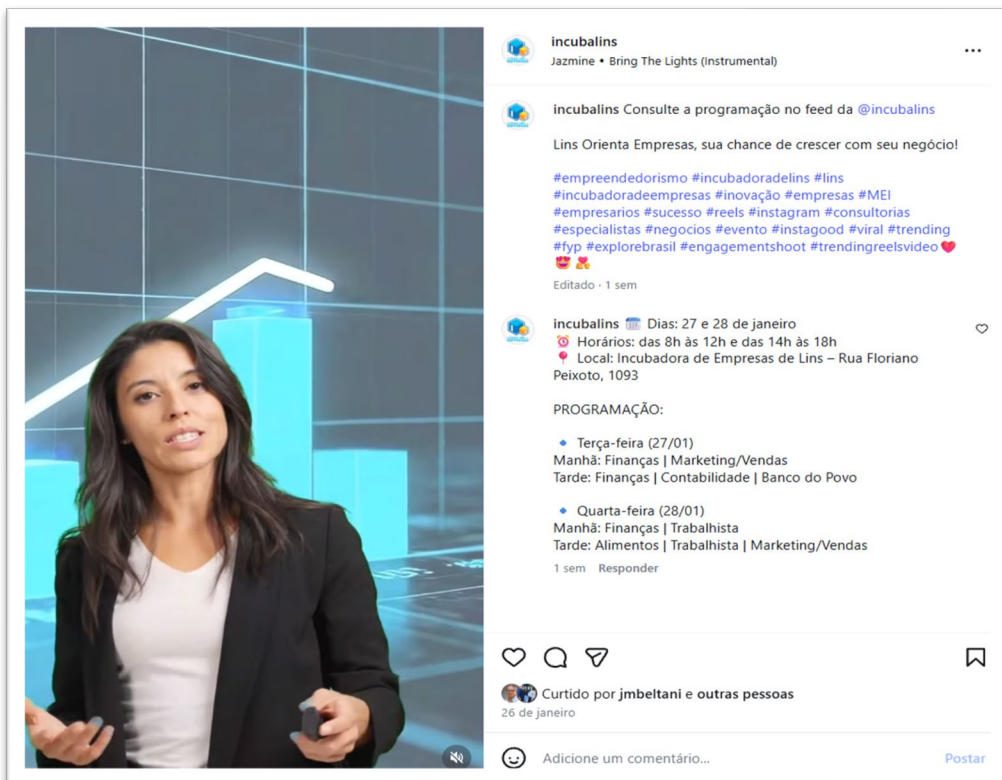 incubalins
Jazmine • Bring The Lights (Instrumental)
incubalins Consulte a programação no feed da @incubalins
Lins Orienta Empresas, sua chance de crescer com seu negócio!
#empreendedorismo #incubadoradelins #lins
#incubadoradeempresas #inovação #empresas #MEI
#empresarios #sucesso #reels #instagram #consultorias
#especialistas #negocios #evento #instagood #viral #trending
#fyp #explorebrasil #engagementshoot #trendingreelsvideo
Editado · 1 sem
incubalins Dias: 27 e 28 de janeiro
Horários: das 8h às 12h e das 14h às 18h
Local: Incubadora de Empresas de Lins – Rua Floriano
Peixoto, 1093
PROGRAMAÇÃO:
Terça-feira (27/01)
Manhã: Finanças | Marketing/Vendas
Tarde: Finanças | Contabilidade | Banco do Povo
Quarta-feira (28/01)
Manhã: Finanças | Trabalhista
Tarde: Alimentos | Trabalhista | Marketing/Vendas
1 sem Responder
Curtido por jmbeltani e outras pessoas
26 de janeiro
Adicione um comentário... Postar